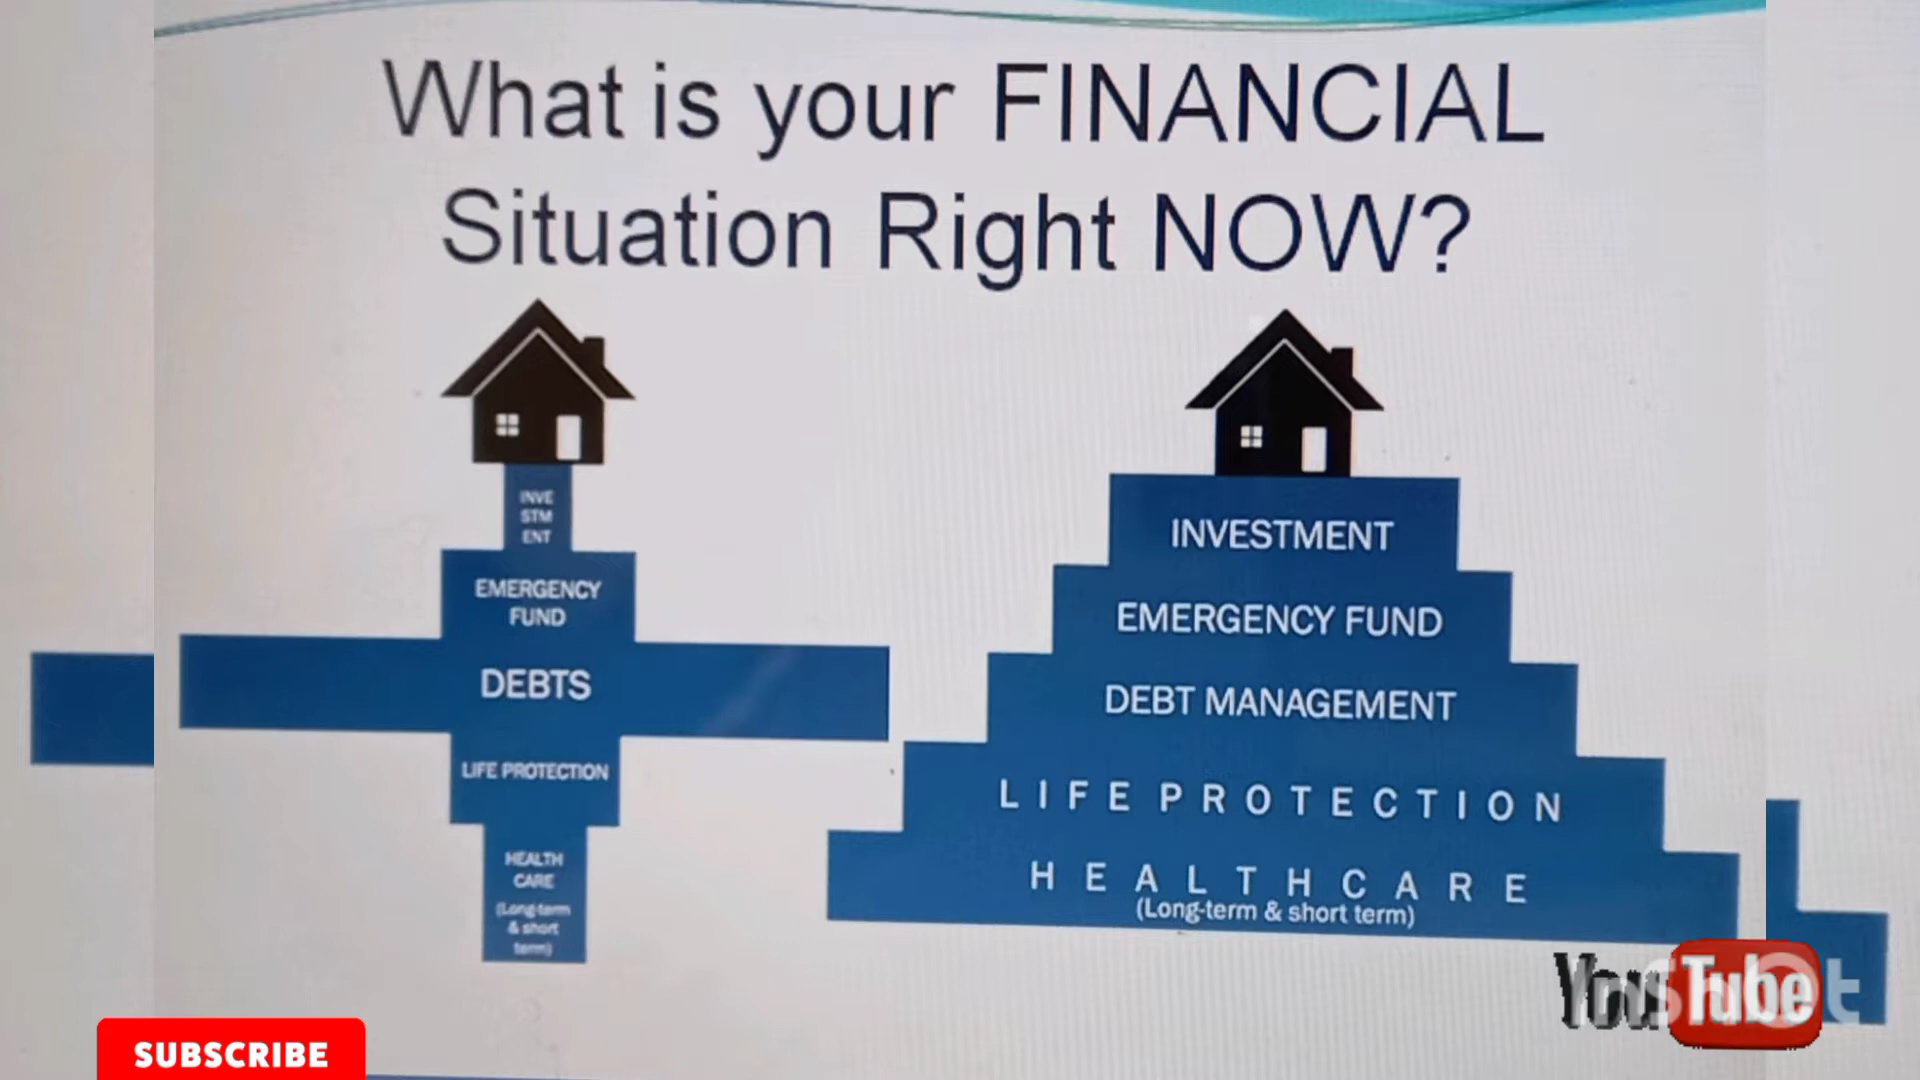 What is your FINANCIAL
Situation Right NOW?
INVE
STM
ENT
EMERGENCY
FUND
DEBTS
LIFE PROTECTION
HEALTH
CARE
(Long-term
& short
term)
INVESTMENT
EMERGENCY FUND
DEBT MANAGEMENT
LIFE PROTECTION
HEALTHCARE
(Long-term & short term)
SUBSCRIBE
YouTube
InShot